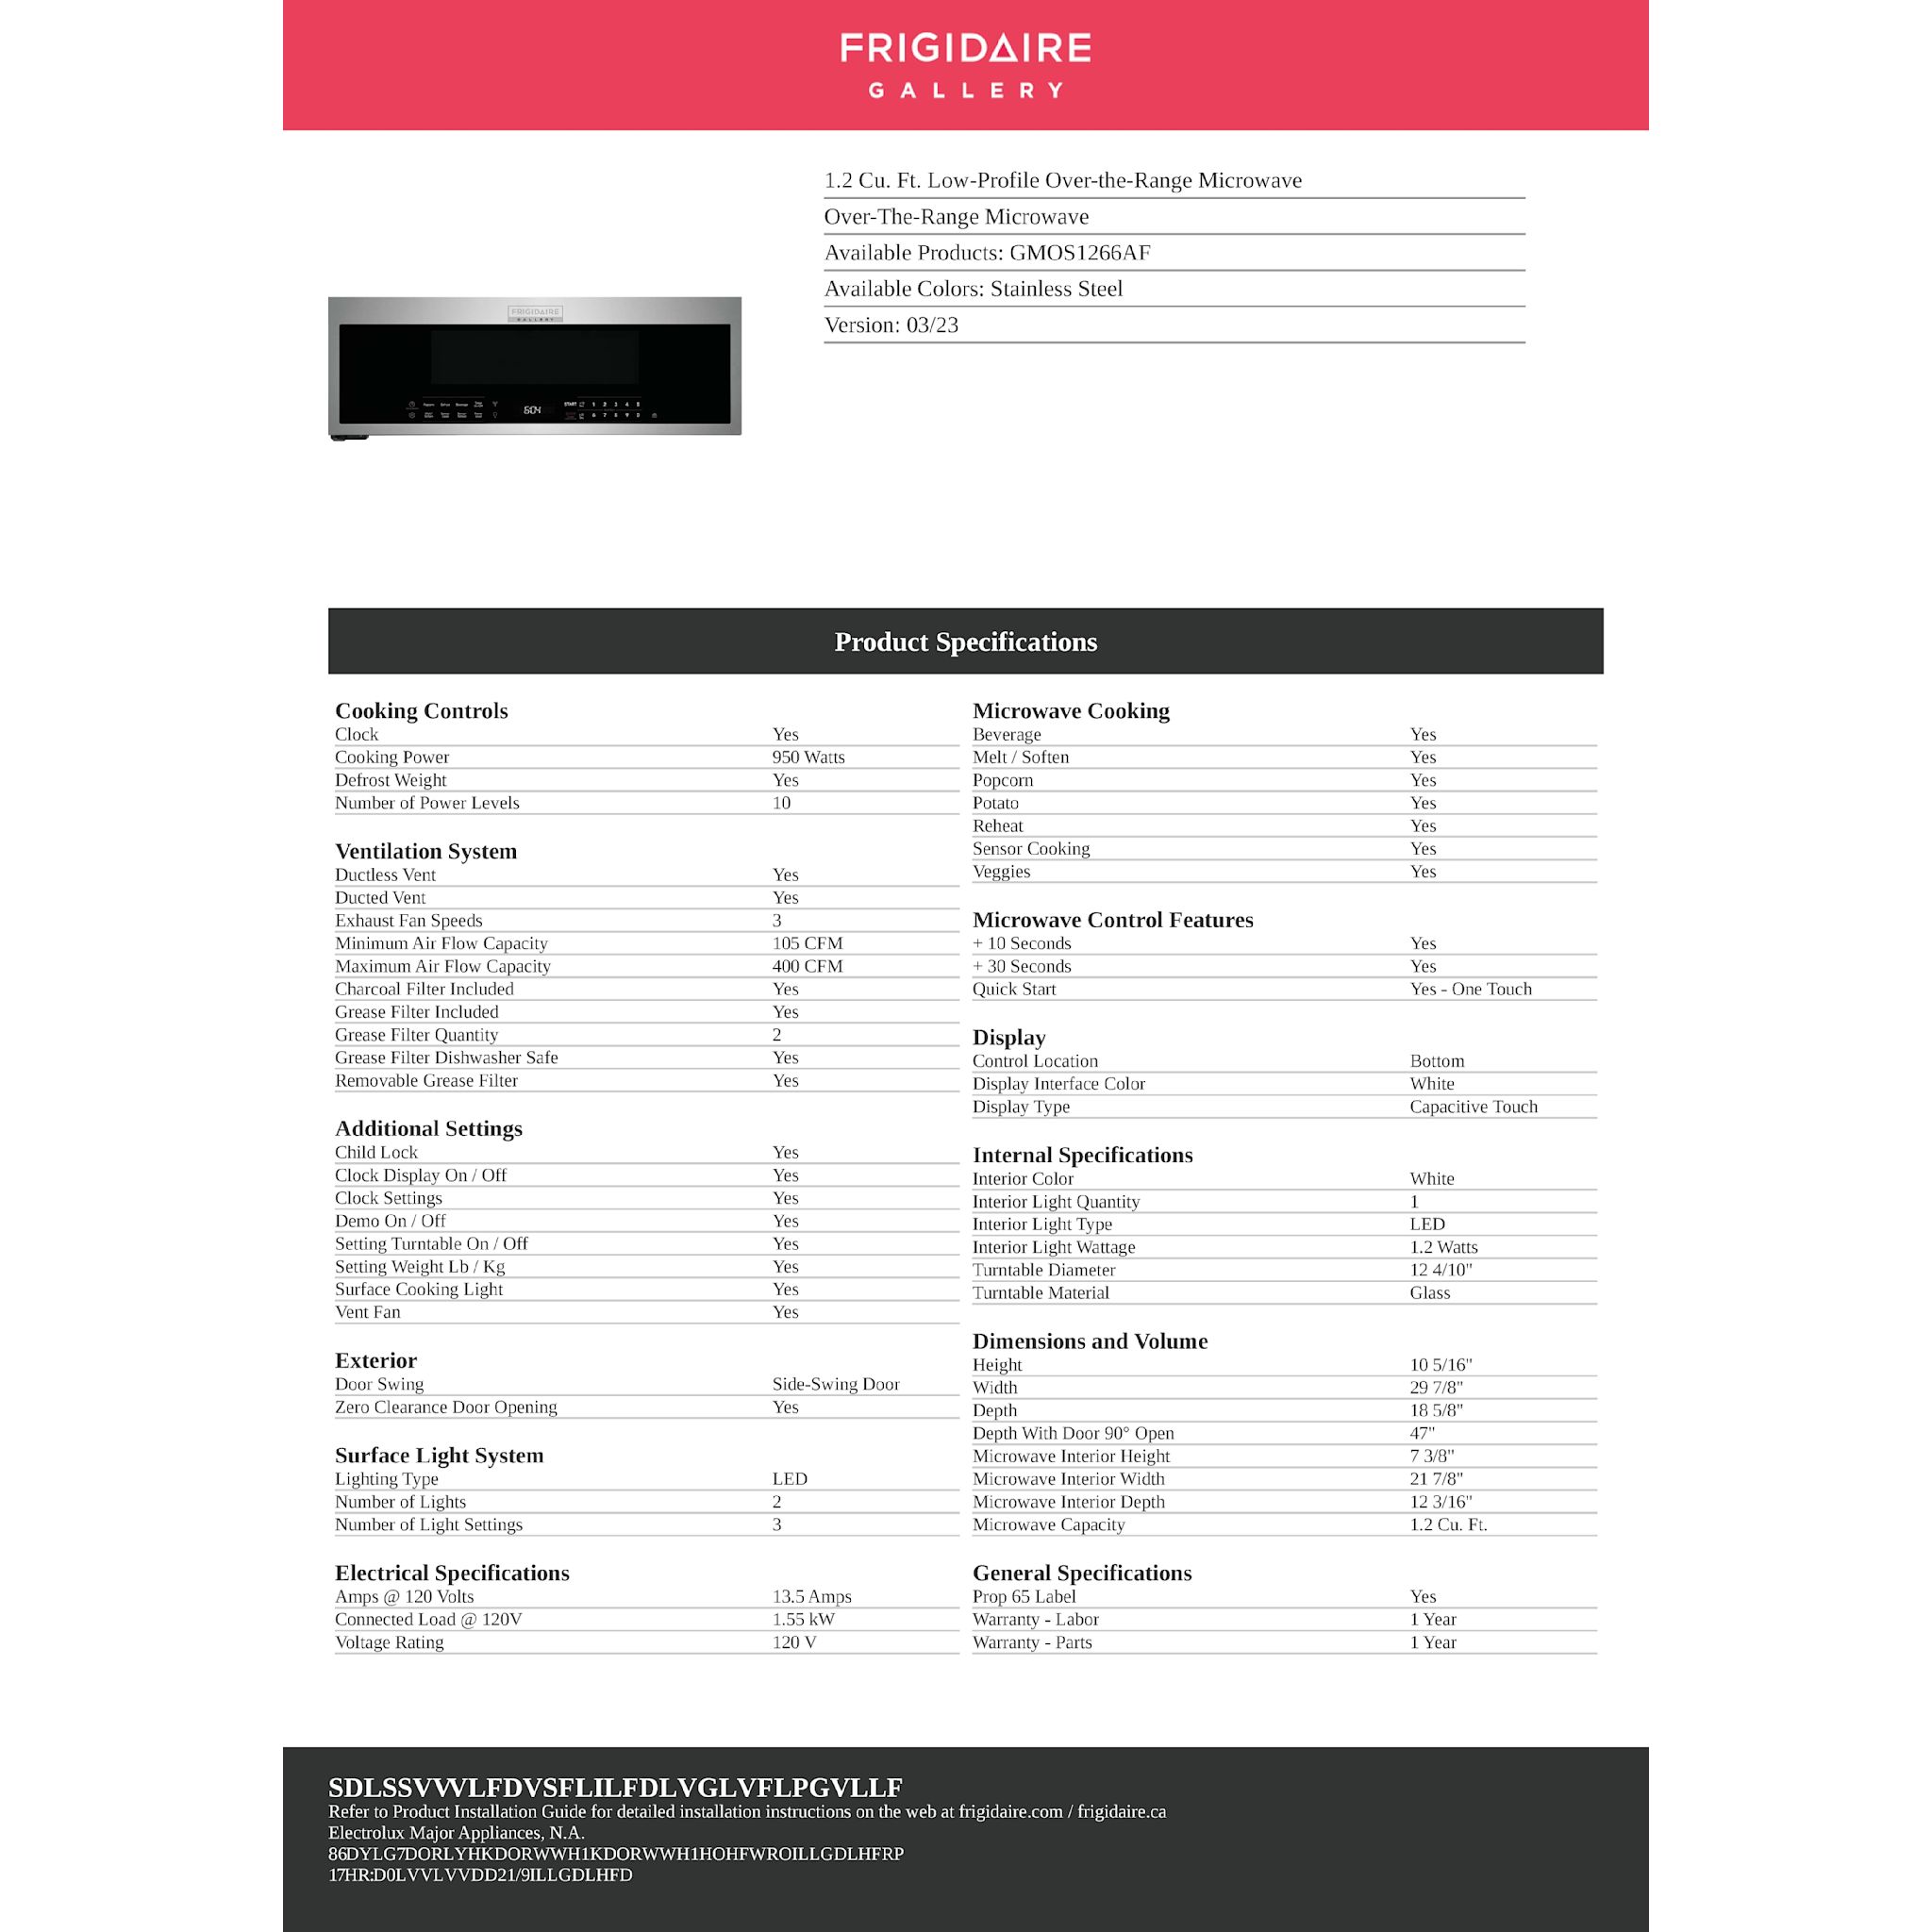 FRIGIDAIRE
GALLERY
1.2 Cu. Ft. Low-Profile Over-the-Range Microwave
Over-The-Range Microwave
Available Products: GMOS1266AF
Available Colors: Stainless Steel
Version: 03/23
FRIGIDAIRE
GALLERY
START 1 2 3 4 5
6 7 8 9 0
Product Specifications
Cooking Controls
Clock Yes
Cooking Power 950 Watts
Defrost Weight Yes
Number of Power Levels 10
Ventilation System
Ductless Vent Yes
Ducted Vent Yes
Exhaust Fan Speeds 3
Minimum Air Flow Capacity 105 CFM
Maximum Air Flow Capacity 400 CFM
Charcoal Filter Included Yes
Grease Filter Included Yes
Grease Filter Quantity 2
Grease Filter Dishwasher Safe Yes
Removable Grease Filter Yes
Additional Settings
Child Lock Yes
Clock Display On / Off Yes
Clock Settings Yes
Demo On / Off Yes
Setting Turntable On / Off Yes
Setting Weight Lb / Kg Yes
Surface Cooking Light Yes
Vent Fan Yes
Exterior
Door Swing Side-Swing Door
Zero Clearance Door Opening Yes
Surface Light System
Lighting Type LED
Number of Lights 2
Number of Light Settings 3
Electrical Specifications
Amps @ 120 Volts 13.5 Amps
Connected Load @ 120V 1.55 kW
Voltage Rating 120 V
Microwave Cooking
Beverage Yes
Melt / Soften Yes
Popcorn Yes
Potato Yes
Reheat Yes
Sensor Cooking Yes
Veggies Yes
Microwave Control Features
+ 10 Seconds Yes
+ 30 Seconds Yes
Quick Start Yes - One Touch
Display
Control Location Bottom
Display Interface Color White
Display Type Capacitive Touch
Internal Specifications
Interior Color White
Interior Light Quantity 1
Interior Light Type LED
Interior Light Wattage 1.2 Watts
Turntable Diameter 12 4/10"
Turntable Material Glass
Dimensions and Volume
Height 10 5/16"
Width 29 7/8"
Depth 18 5/8"
Depth With Door 90° Open 47"
Microwave Interior Height 7 3/8"
Microwave Interior Width 21 7/8"
Microwave Interior Depth 12 3/16"
Microwave Capacity 1.2 Cu. Ft.
General Specifications
Prop 65 Label Yes
Warranty - Labor 1 Year
Warranty - Parts 1 Year
SDLSSVVVLFDVSFLILFDLVGLVFLPGVLLF
Refer to Product Installation Guide for detailed installation instructions on the web at frigidaire.com / frigidaire.ca
Electrolux Major Appliances, N.A.
86DYLG7DORLYHKDORWWH1KDORWWH1HOHFWROILLGDLHFRP
17HR:D0LVVLVVDD21/9ILLGDLHFD